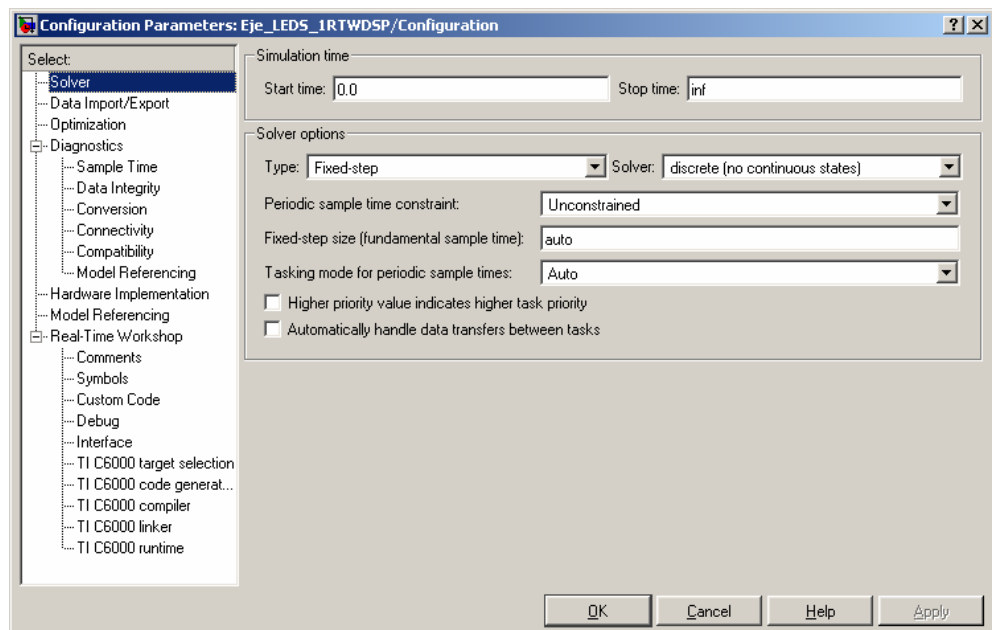 Configuration Parameters: Eje_LEDS_1RTWDSP/Configuration
Select:
Solver
Data Import/Export
Optimization
Diagnostics
Sample Time
Data Integrity
Conversion
Connectivity
Compatibility
Model Referencing
Hardware Implementation
Model Referencing
Real-Time Workshop
Comments
Symbols
Custom Code
Debug
Interface
TI C6000 target selection
TI C6000 code generat...
TI C6000 compiler
TI C6000 linker
TI C6000 runtime
Simulation time
Start time: 0.0 Stop time: inf
Solver options
Type: Fixed-step Solver: discrete (no continuous states)
Periodic sample time constraint: Unconstrained
Fixed-step size (fundamental sample time): auto
Tasking mode for periodic sample times: Auto
Higher priority value indicates higher task priority
Automatically handle data transfers between tasks
OK Cancel Help Apply